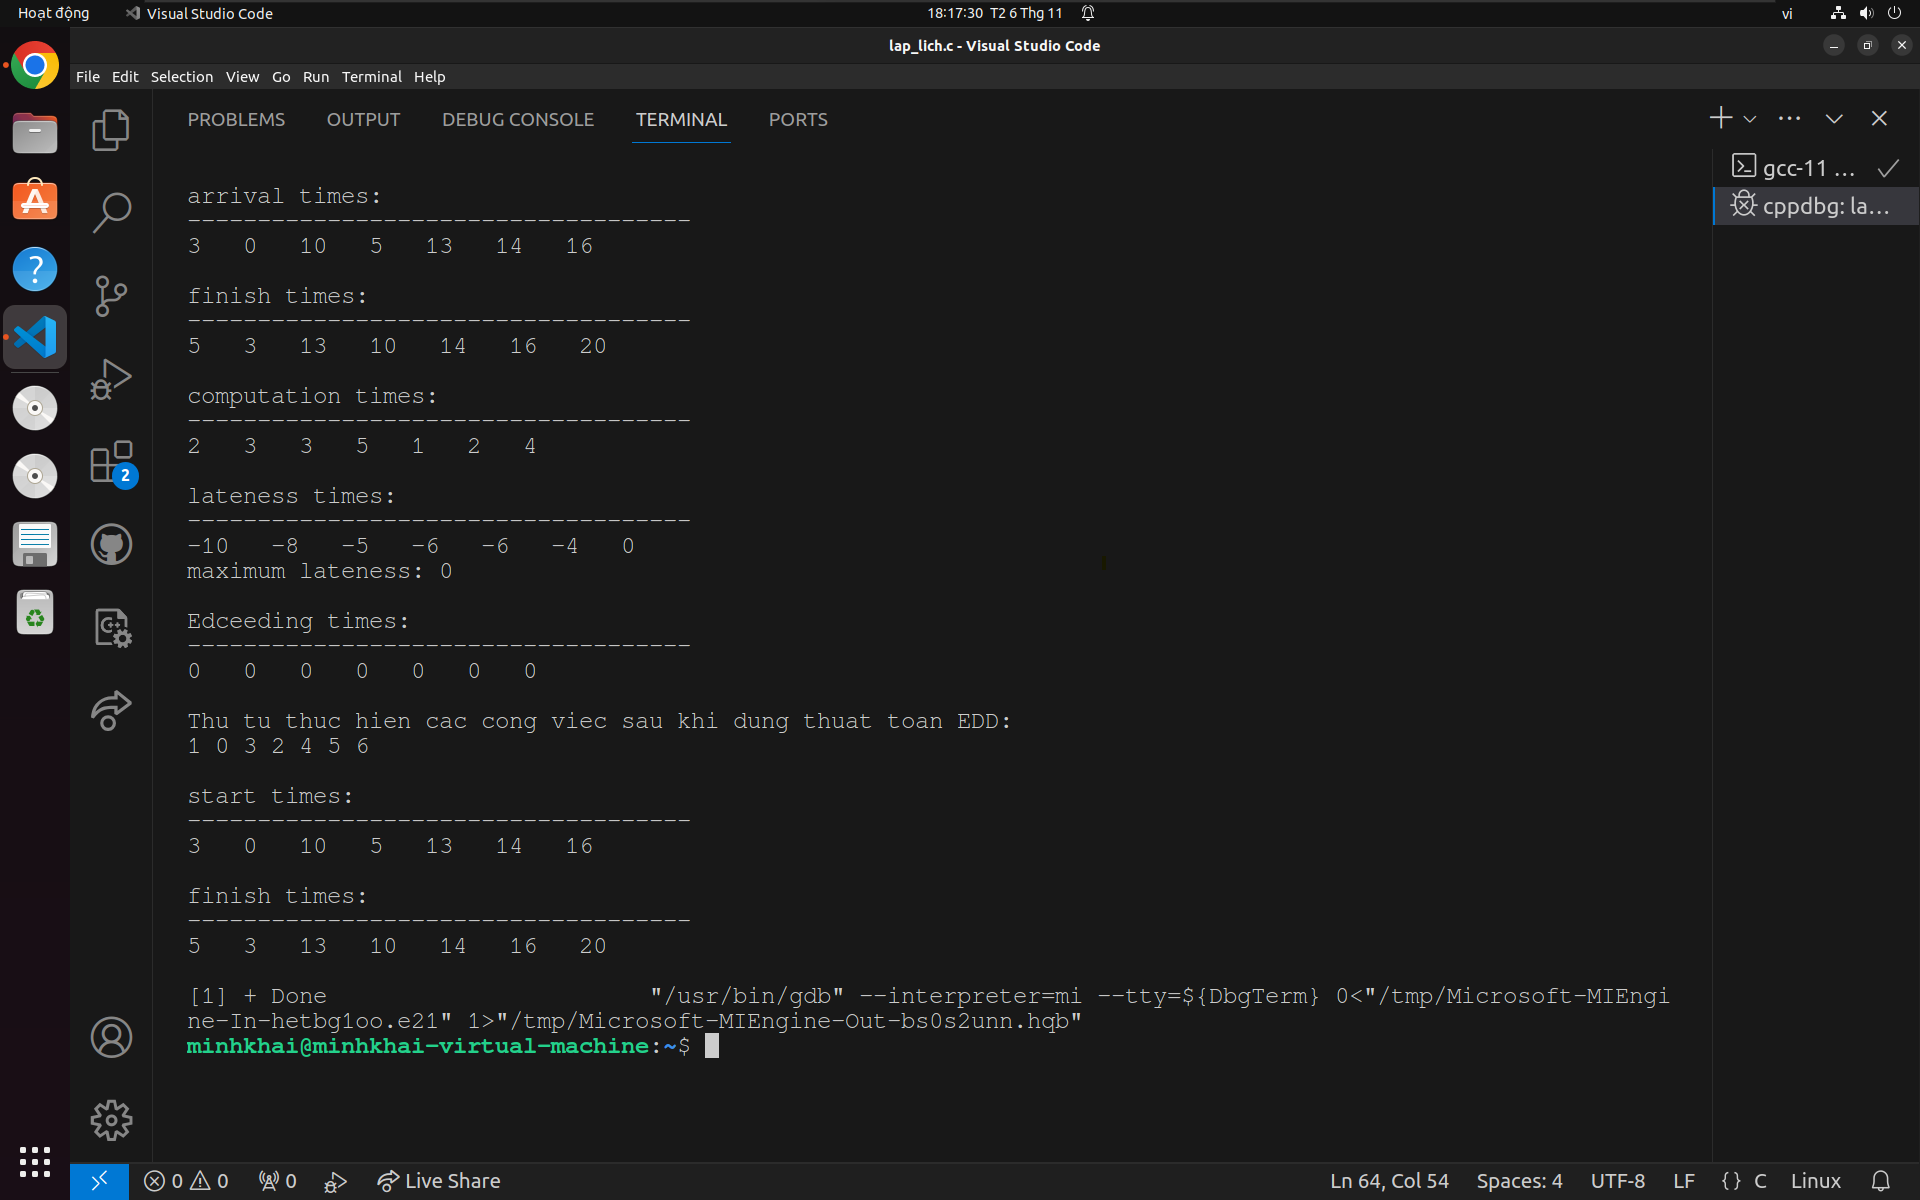 Hoạt động
Visual Studio Code
18:17:30 T2 6 Thg 11
vi
lap_lich.c - Visual Studio Code
File Edit Selection View Go Run Terminal Help
PROBLEMS OUTPUT DEBUG CONSOLE TERMINAL PORTS
gcc-11 ...
cppdbg: la...
arrival times:
------------------------------------
3 0 10 5 13 14 16
finish times:
------------------------------------
5 3 13 10 14 16 20
computation times:
------------------------------------
2 3 3 5 1 2 4
lateness times:
------------------------------------
-10 -8 -5 -6 -6 -4 0
maximum lateness: 0
Edceeding times:
------------------------------------
0 0 0 0 0 0 0
Thu tu thuc hien cac cong viec sau khi dung thuat toan EDD:
1 0 3 2 4 5 6
start times:
------------------------------------
3 0 10 5 13 14 16
finish times:
------------------------------------
5 3 13 10 14 16 20
[1] + Done "/usr/bin/gdb" --interpreter=mi --tty=${DbgTerm} 0<"/tmp/Microsoft-MIEngi
ne-In-hetbg1oo.e21" 1>"/tmp/Microsoft-MIEngine-Out-bs0s2unn.hqb"
minhkhai@minhkhai-virtual-machine:~$
2
0 0 0 Live Share
Ln 64, Col 54 Spaces: 4 UTF-8 LF {} C Linux